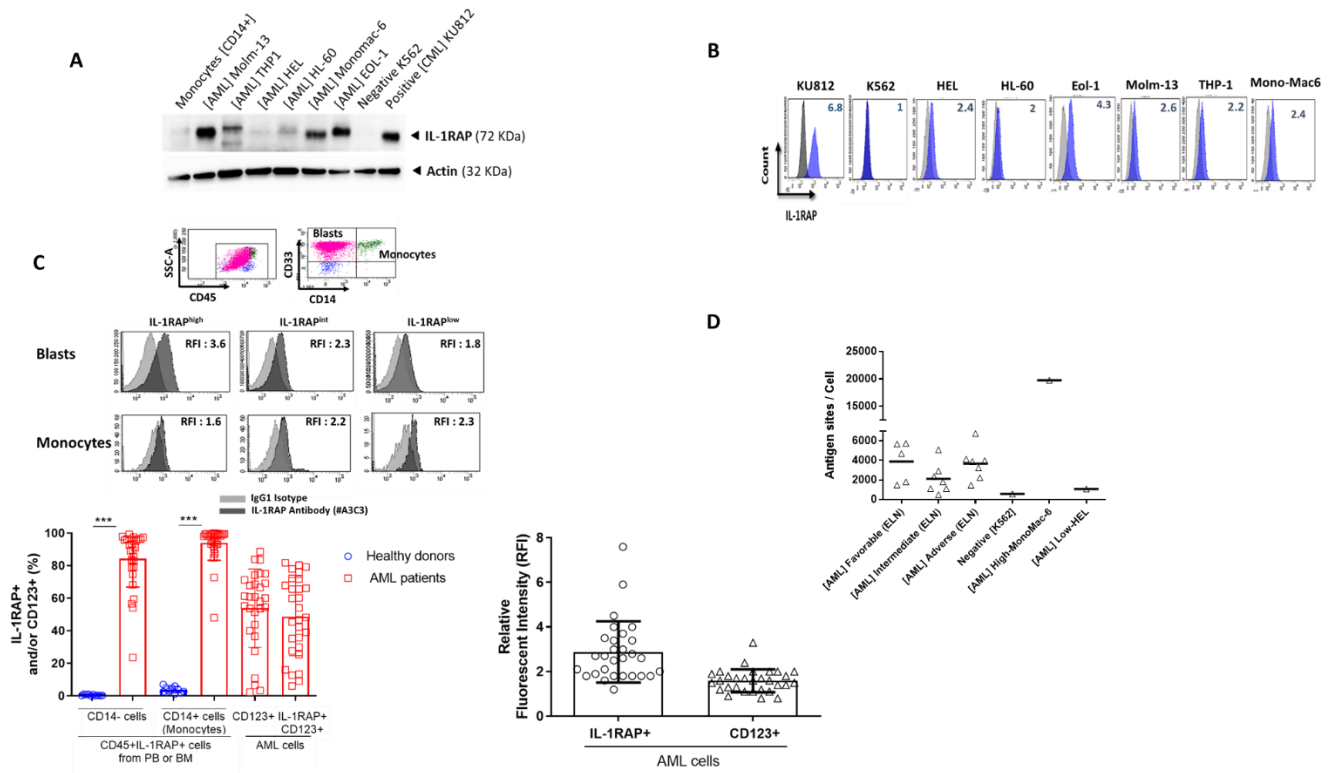 A
Monocytes [CD14+]
[AML] Molm-13
[AML] THP1
[AML] HEL
[AML] HL-60
[AML] Monomac-6
[AML] EOL-1
Negative K562
Positive [CML] KU812
IL-1RAP (72 KDa)
Actin (32 KDa)
B
KU812 K562 HEL HL-60 Eol-1 Molm-13 THP-1 Mono-Mac6
6.8 1 2.4 2 4.3 2.6 2.2 2.4
Count
IL-1RAP
C
SSC-A
CD45
CD33
Blasts
Monocytes
CD14
IL-1RAPhigh IL-1RAPint IL-1RAPlow
Blasts
RFI : 3.6 RFI : 2.3 RFI : 1.8
Monocytes
RFI : 1.6 RFI : 2.2 RFI : 2.3
IgG1 Isotype
IL-1RAP Antibody (#A3C3)
IL-1RAP+
and/or CD123+ (%)
100
80
60
40
20
0
*** ***
Healthy donors
AML patients
CD14- cells
CD14+ cells
(Monocytes)
CD123+
IL-1RAP+
CD123+
CD45+IL-1RAP+ cells
from PB or BM
AML cells
Relative
Fluorescent Intensity (RFI)
8
6
4
2
0
IL-1RAP+ CD123+
AML cells
D
Antigen sites / Cell
25000
20000
15000
10000
6000
4000
2000
0
[AML] Favorable (ELN)
[AML] Intermediate (ELN)
[AML] Adverse (ELN)
Negative [K562]
[AML] High-MonoMac-6
[AML] Low-HEL